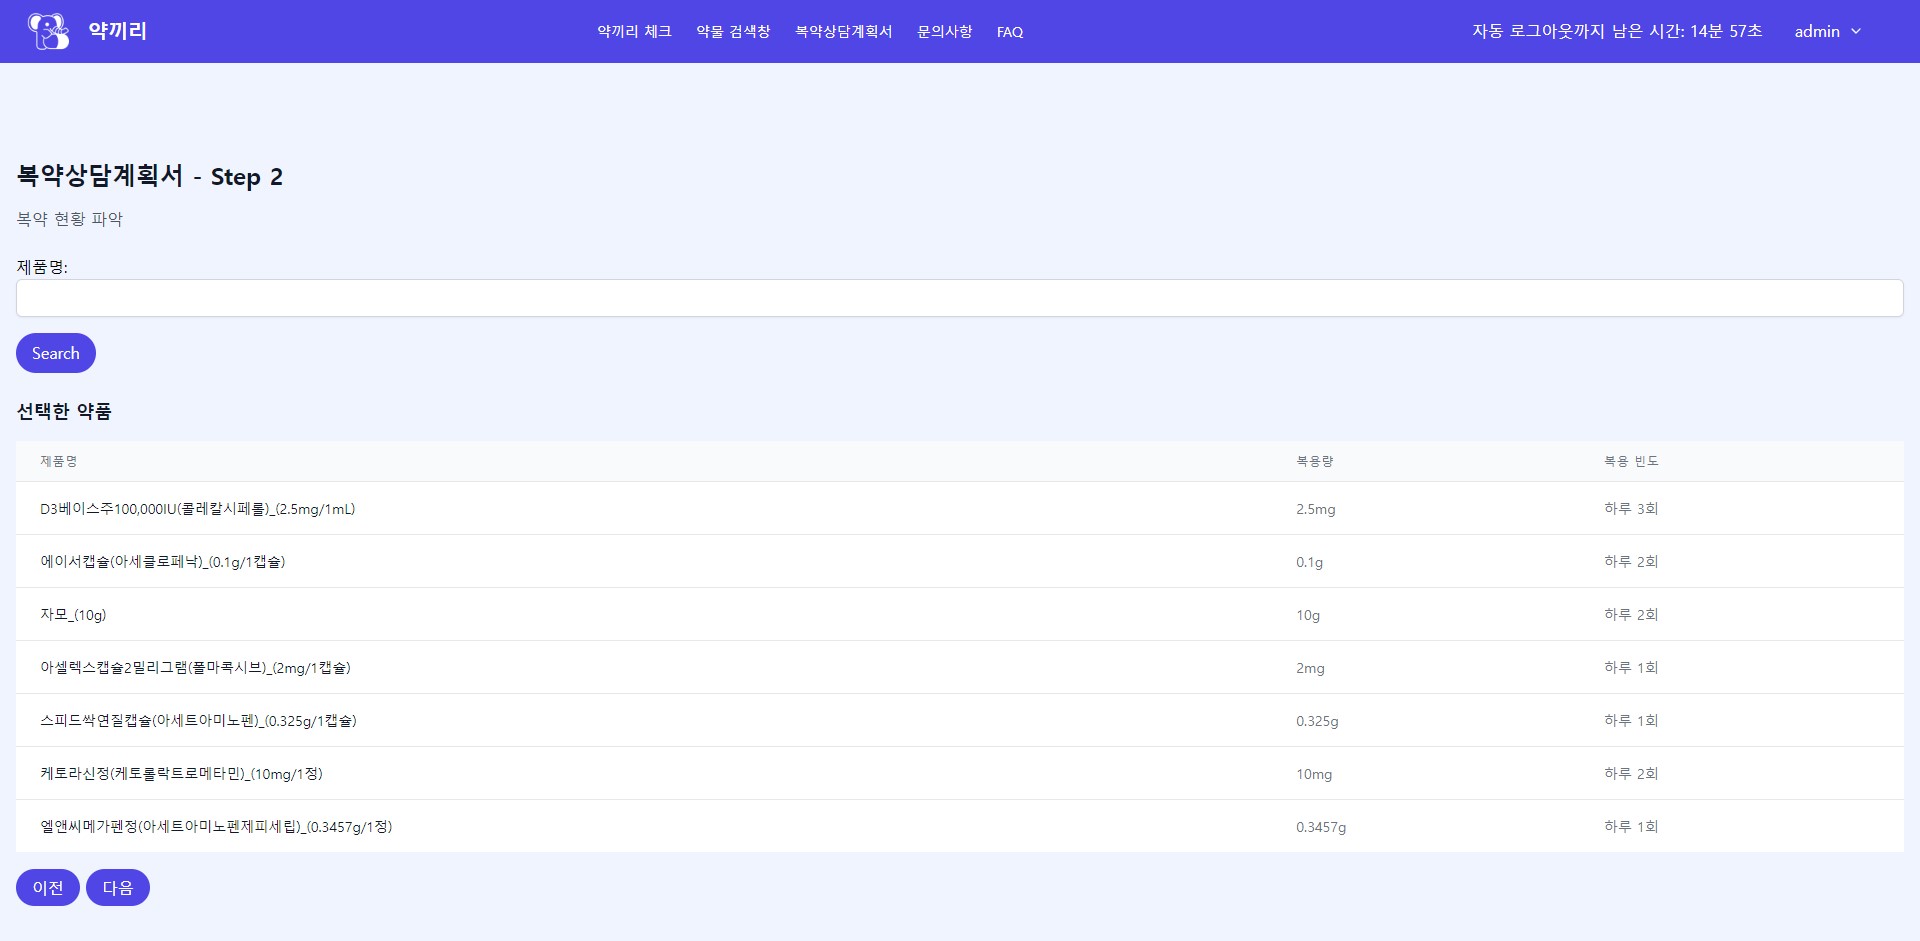 약끼리
약끼리 체크 약물 검색창 복약상담계획서 문의사항 FAQ
자동 로그아웃까지 남은 시간: 14분 57초 admin
복약상담계획서 - Step 2
복약 현황 파악
제품명:
Search
선택한 약품
제품명 복용량 복용 빈도
D3베이스주100,000IU(콜레칼시페롤)_(2.5mg/1mL) 2.5mg 하루 3회
에이서캡슐(아세클로페낙)_(0.1g/1캡슐) 0.1g 하루 2회
자모_(10g) 10g 하루 2회
아셀렉스캡슐2밀리그램(폴마콕시브)_(2mg/1캡슐) 2mg 하루 1회
스피드싹연질캡슐(아세트아미노펜)_(0.325g/1캡슐) 0.325g 하루 1회
케토라신정(케토롤락트로메타민)_(10mg/1정) 10mg 하루 2회
엘앤씨메가펜정(아세트아미노펜제피세립)_(0.3457g/1정) 0.3457g 하루 1회
이전 다음